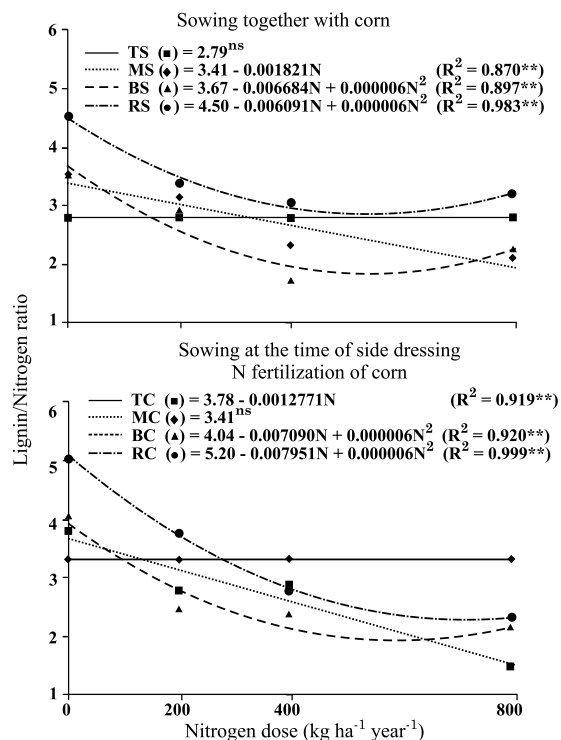 Sowing together with corn
6
TS (■) = 2.79ns
MS (◆) = 3.41 - 0.001821N (R2 = 0.870**)
BS (▲) = 3.67 - 0.006684N + 0.000006N2 (R2 = 0.897**)
RS (●) = 4.50 - 0.006091N + 0.000006N2 (R2 = 0.983**)
5
4
3
2
1
Lignin/Nitrogen ratio
Sowing at the time of side dressing
N fertilization of corn
6
TC (■) = 3.78 - 0.0012771N (R2 = 0.919**)
MC (◆) = 3.41ns
BC (▲) = 4.04 - 0.007090N + 0.000006N2 (R2 = 0.920**)
RC (●) = 5.20 - 0.007951N + 0.000006N2 (R2 = 0.999**)
5
4
3
2
1
0 200 400 800
Nitrogen dose (kg ha-1 year-1)